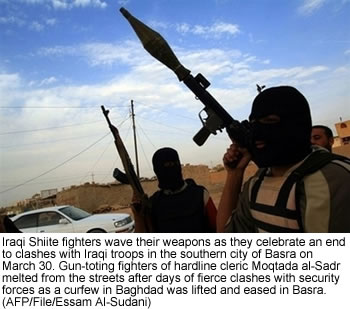 Iraqi Shiite fighters wave their weapons as they celebrate an end
to clashes with Iraqi troops in the southern city of Basra on
March 30. Gun-toting fighters of hardline cleric Moqtada al-Sadr
melted from the streets after days of fierce clashes with security
forces as a curfew in Baghdad was lifted and eased in Basra.
(AFP/File/Essam Al-Sudani)